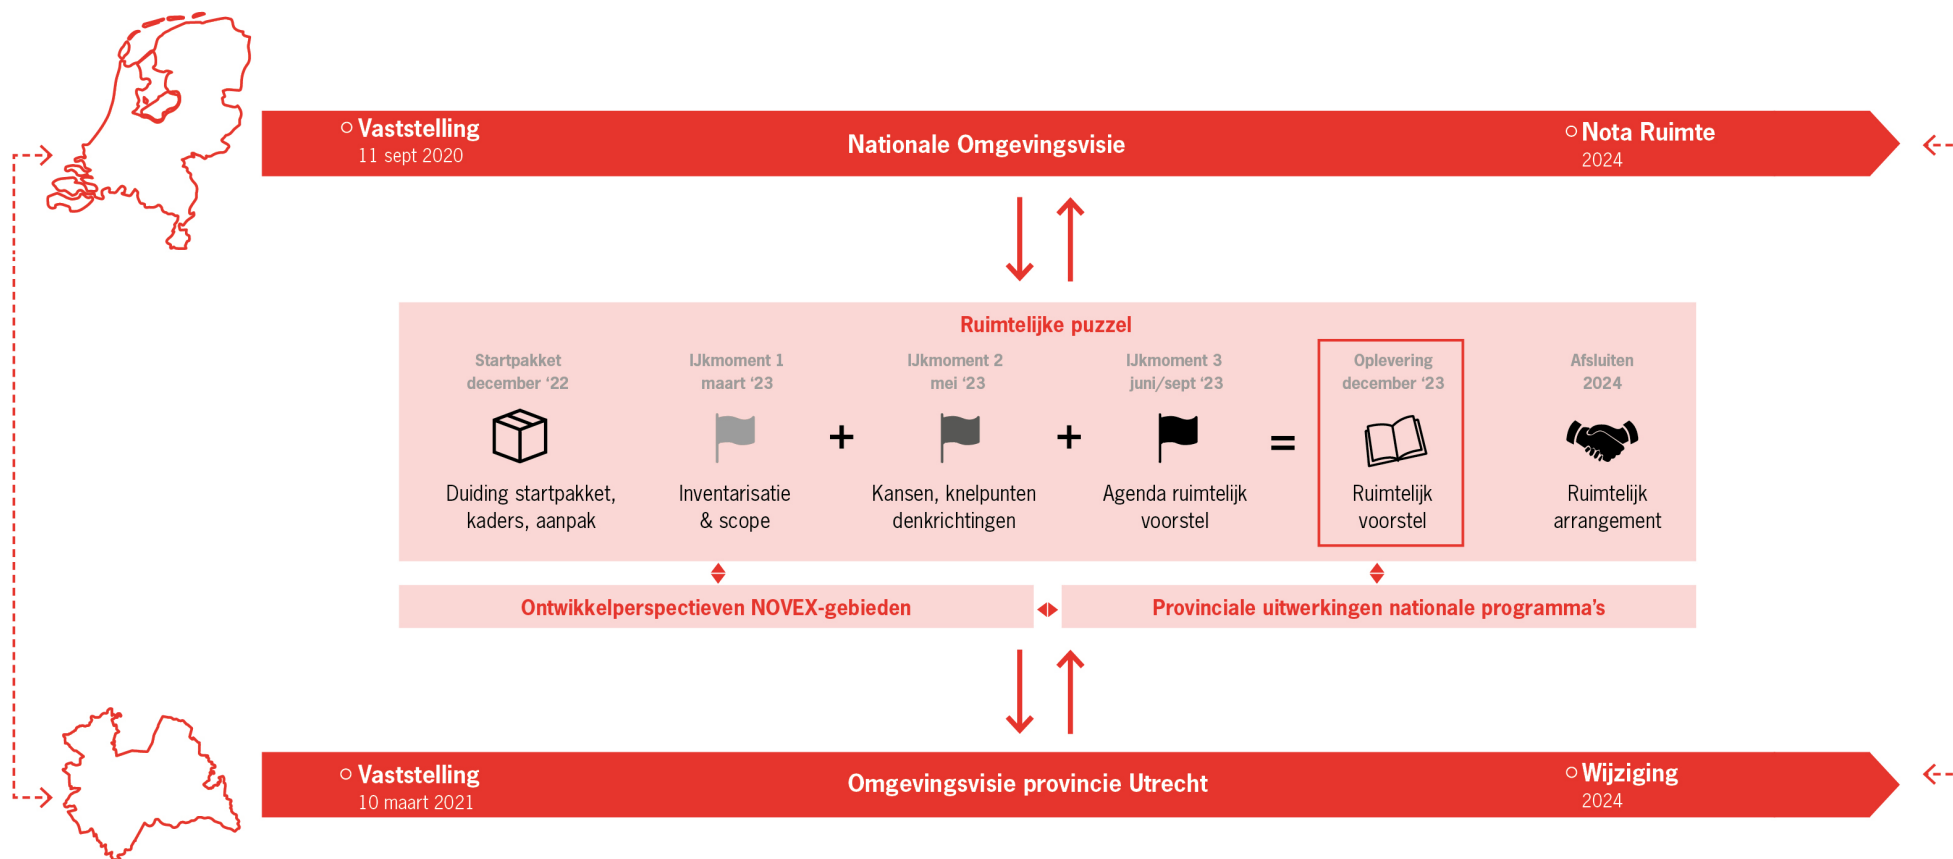 Vaststelling
11 sept 2020
Nationale Omgevingsvisie
Nota Ruimte
2024
Ruimtelijke puzzel
Startpakket
december ‘22
Duiding startpakket,
kaders, aanpak
IJkmoment 1
maart ‘23
Inventarisatie
& scope
+
IJkmoment 2
mei ‘23
Kansen, knelpunten
denkrichtingen
+
IJkmoment 3
juni/sept ‘23
Agenda ruimtelijk
voorstel
=
Oplevering
december ‘23
Ruimtelijk
voorstel
Afsluiten
2024
Ruimtelijk
arrangement
Ontwikkelperspectieven NOVEX-gebieden
Provinciale uitwerkingen nationale programma’s
Vaststelling
10 maart 2021
Omgevingsvisie provincie Utrecht
Wijziging
2024